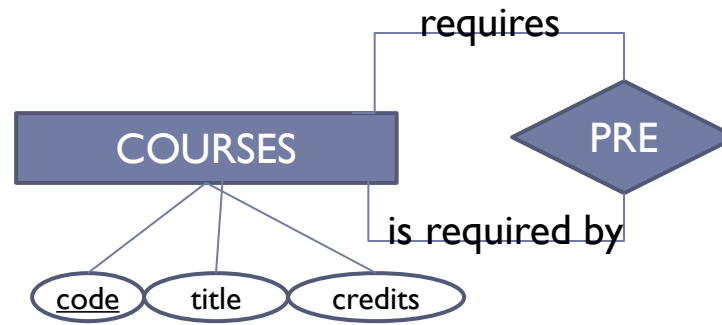 requires
COURSES
PRE
is required by
code
title
credits